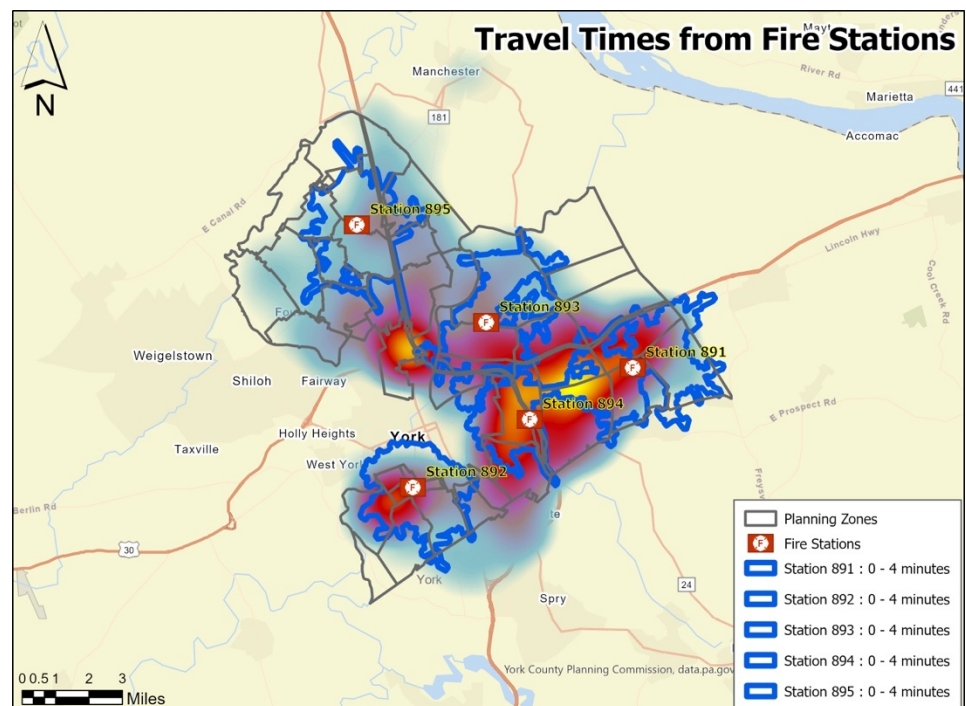 Travel Times from Fire Stations
N
Manchester
181
River Rd
Marietta
441
Accomac
E Canal Rd
Station 895
Lincoln Hwy
Cool Creek Rd
Station 893
Weigelstown
Station 891
Shiloh
Fairway
E Prospect Rd
Station 894
Holly Heights
York
Taxville
West York
Station 892
Berlin Rd
30
York
24
Spry
Planning Zones
Fire Stations
Station 891 : 0 - 4 minutes
Station 892 : 0 - 4 minutes
Station 893 : 0 - 4 minutes
Station 894 : 0 - 4 minutes
Station 895 : 0 - 4 minutes
York County Planning Commission, data.pa.gov
0 0.5 1 2 3
Miles